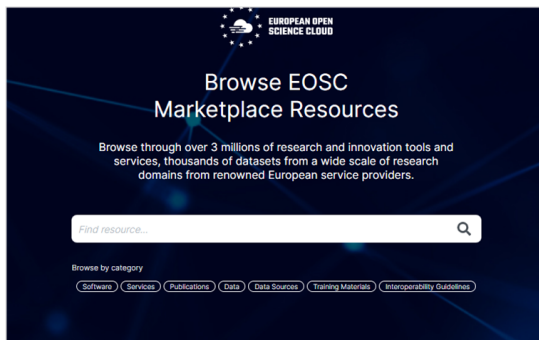 EUROPEAN OPEN
SCIENCE CLOUD
Browse EOSC
Marketplace Resources
Browse through over 3 millions of research and innovation tools and
services, thousands of datasets from a wide scale of research
domains from renowned European service providers.
Find resource...
Browse by category
Software Services Publications Data Data Sources Training Materials Interoperability Guidelines